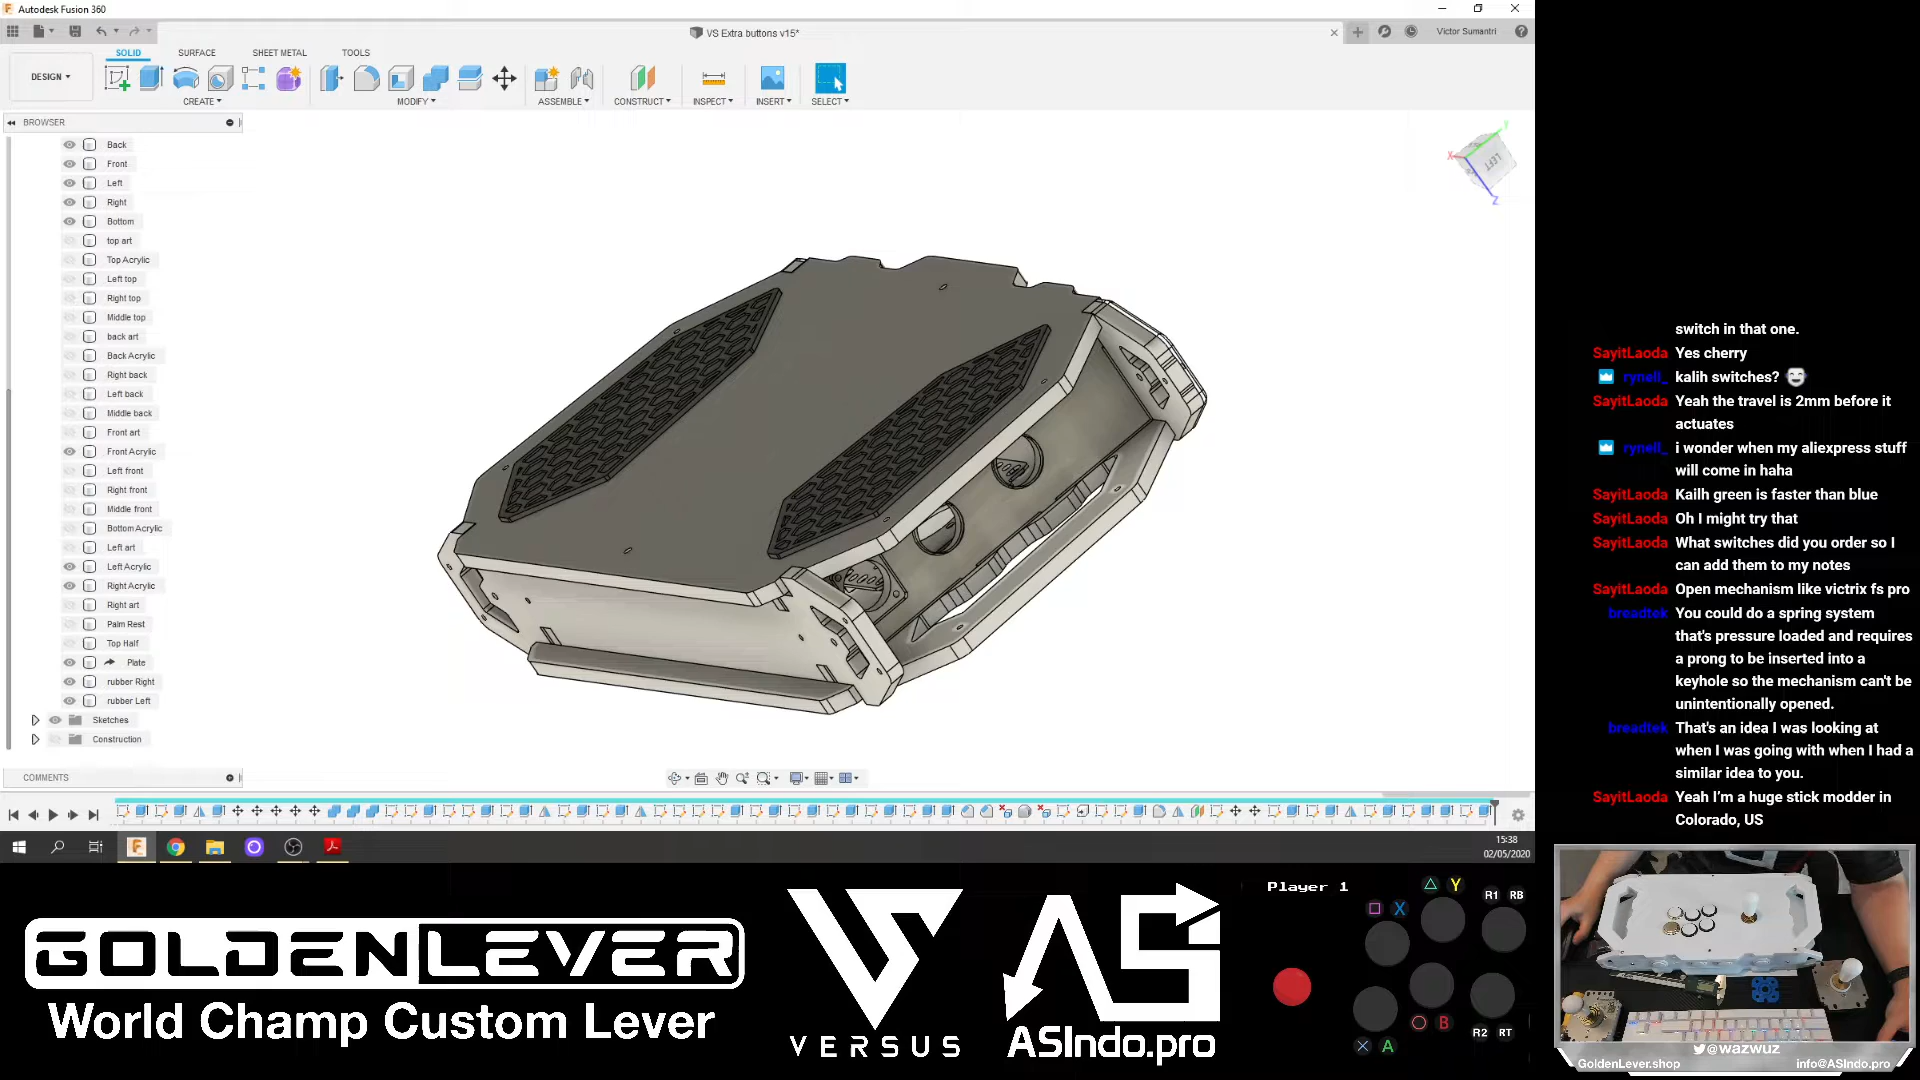 Autodesk Fusion 360
VS Extra buttons v15*
Victor Sumantri
SOLID
SURFACE
SHEET METAL
TOOLS
DESIGN
CREATE
MODIFY
ASSEMBLE
CONSTRUCT
INSPECT
INSERT
SELECT
BROWSER
Back
Front
Left
Right
Bottom
top art
Top Acrylic
Left top
Right top
Middle top
back art
Back Acrylic
Right back
Left back
Middle back
Front art
Front Acrylic
Left front
Right front
Middle front
Bottom Acrylic
Left art
Left Acrylic
Right Acrylic
Right art
Palm Rest
Top Half
Plate
rubber Right
rubber Left
Sketches
Construction
COMMENTS
X
Y
Z
LEFT
15:38
02/05/2020
switch in that one.
SayitLaoda Yes cherry
rynell_ kalih switches?
SayitLaoda Yeah the travel is 2mm before it
actuates
rynell_ i wonder when my aliexpress stuff
will come in haha
SayitLaoda Kailh green is faster than blue
SayitLaoda Oh I might try that
SayitLaoda What switches did you order so I
can add them to my notes
SayitLaoda Open mechanism like victrix fs pro
breadtek You could do a spring system
that's pressure loaded and requires
a prong to be inserted into a
keyhole so the mechanism can't be
unintentionally opened.
breadtek That's an idea I was looking at
when I was going with when I had a
similar idea to you.
SayitLaoda Yeah I'm a huge stick modder in
Colorado, US
GOLDENLEVER
World Champ Custom Lever
VS
VERSUS
AS
ASIndo.pro
Player 1
Y
R1 RB
X
B
R2 RT
A
@wazwuz
GoldenLever.shop
info@ASIndo.pro